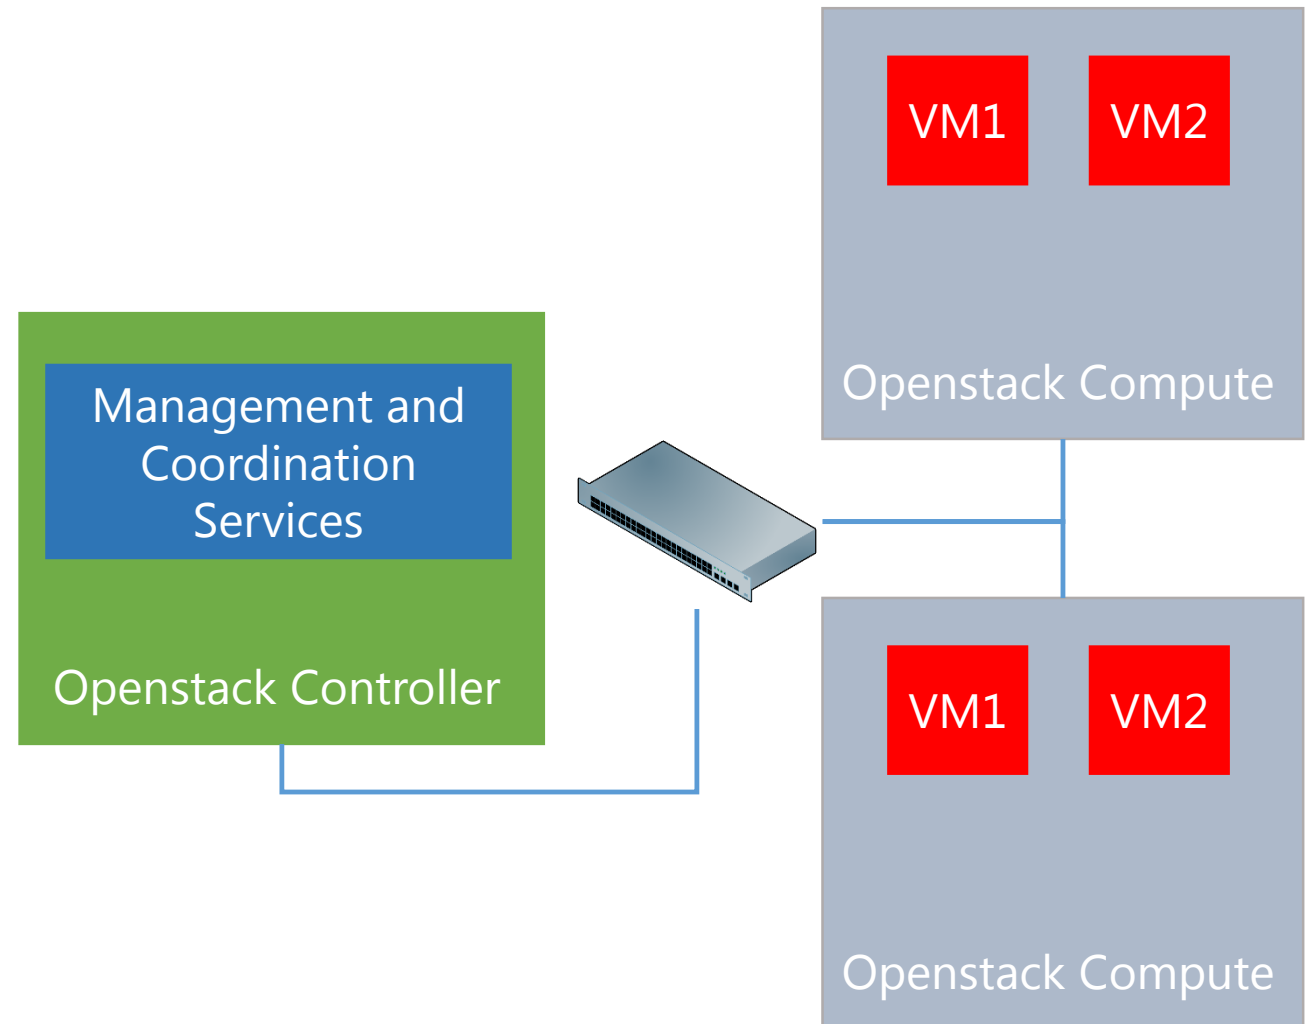 VM1 VM2
Openstack Compute
Management and
Coordination
Services
Openstack Controller
VM1 VM2
Openstack Compute